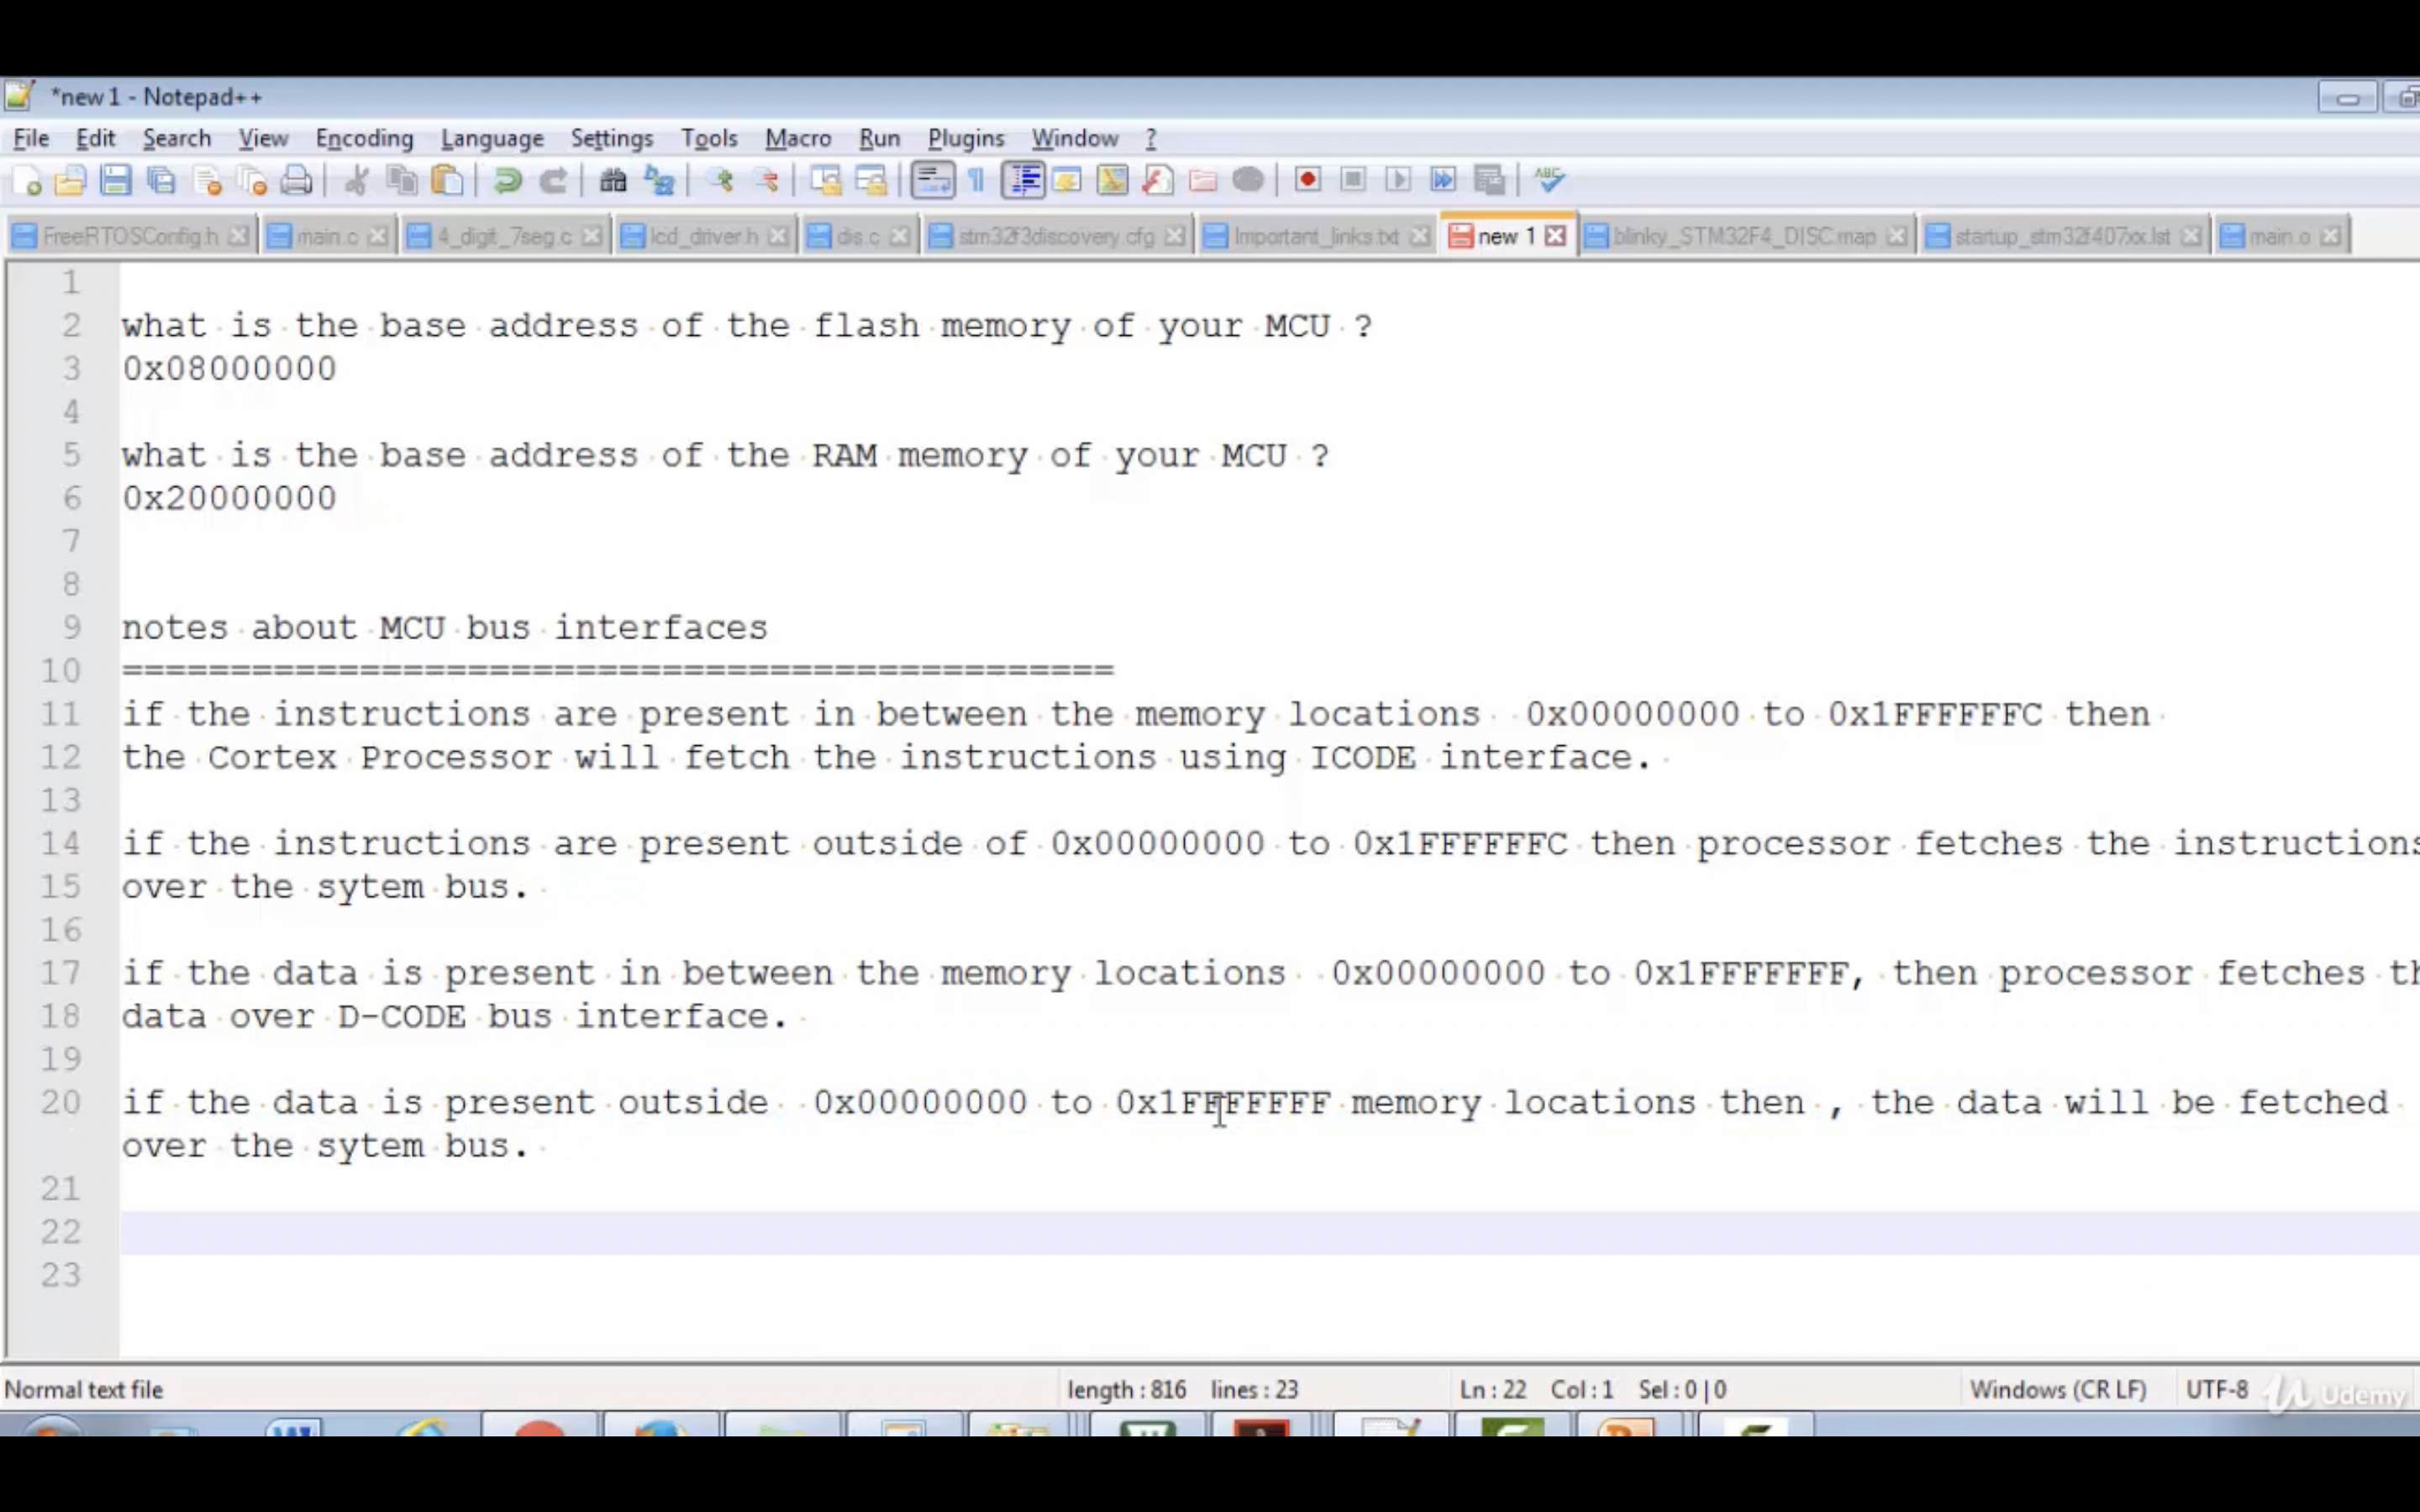 *new 1 - Notepad++
File Edit Search View Encoding Language Settings Tools Macro Run Plugins Window ?
FreeRTOSConfig.h main.c 4_digit_7seg.c lcd_driver.h dis.c stm32f3discovery.cfg Important_links.txt new 1 blinky_STM32F4_DISC.map startup_stm32f407xx.lst main.o
1
2 what is the base address of the flash memory of your MCU ?
3 0x08000000
4
5 what is the base address of the RAM memory of your MCU ?
6 0x20000000
7
8
9 notes about MCU bus interfaces
10 ==============================================
11 if the instructions are present in between the memory locations  0x00000000 to 0x1FFFFFFC then
12 the Cortex Processor will fetch the instructions using ICODE interface.
13
14 if the instructions are present outside of 0x00000000 to 0x1FFFFFFC then processor fetches the instructions
15 over the sytem bus.
16
17 if the data is present in between the memory locations  0x00000000 to 0x1FFFFFFF, then processor fetches th
18 data over D-CODE bus interface.
19
20 if the data is present outside  0x00000000 to 0x1FFFFFFF memory locations then , the data will be fetched
over the sytem bus.
21
22
23
Normal text file length : 816 lines : 23 Ln : 22 Col : 1 Sel : 0 | 0 Windows (CR LF) UTF-8 Udemy